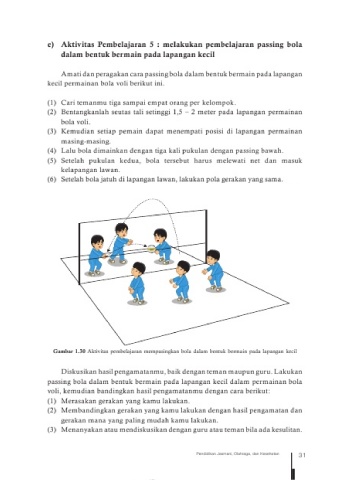 e) Aktivitas Pembelajaran 5 : melakukan pembelajaran passing bola
dalam bentuk bermain pada lapangan kecil
Amati dan peragakan cara passing bola dalam bentuk bermain pada lapangan
kecil permainan bola voli berikut ini.
(1) Cari temanmu tiga sampai empat orang per kelompok.
(2) Bentangkanlah seutas tali setinggi 1,5 – 2 meter pada lapangan permainan
bola voli.
(3) Kemudian setiap pemain dapat menempati posisi di lapangan permainan
masing-masing.
(4) Lalu bola dimainkan dengan tiga kali pukulan dengan passing bawah.
(5) Setelah pukulan kedua, bola tersebut harus melewati net dan masuk
kelapangan lawan.
(6) Setelah bola jatuh di lapangan lawan, lakukan pola gerakan yang sama.
Gambar 1.30 Aktivitas pembelajaran mempassingkan bola dalam bentuk bermain pada lapangan kecil
Diskusikan hasil pengamatanmu, baik dengan teman maupun guru. Lakukan
passing bola dalam bentuk bermain pada lapangan kecil dalam permainan bola
voli, kemudian bandingkan hasil pengamatanmu dengan cara berikut:
(1) Merasakan gerakan yang kamu lakukan.
(2) Membandingkan gerakan yang kamu lakukan dengan hasil pengamatan dan
gerakan mana yang paling mudah kamu lakukan.
(3) Menanyakan atau mendiskusikan dengan guru atau teman bila ada kesulitan.
Pendidikan Jasmani, Olahraga, dan Kesehatan
31